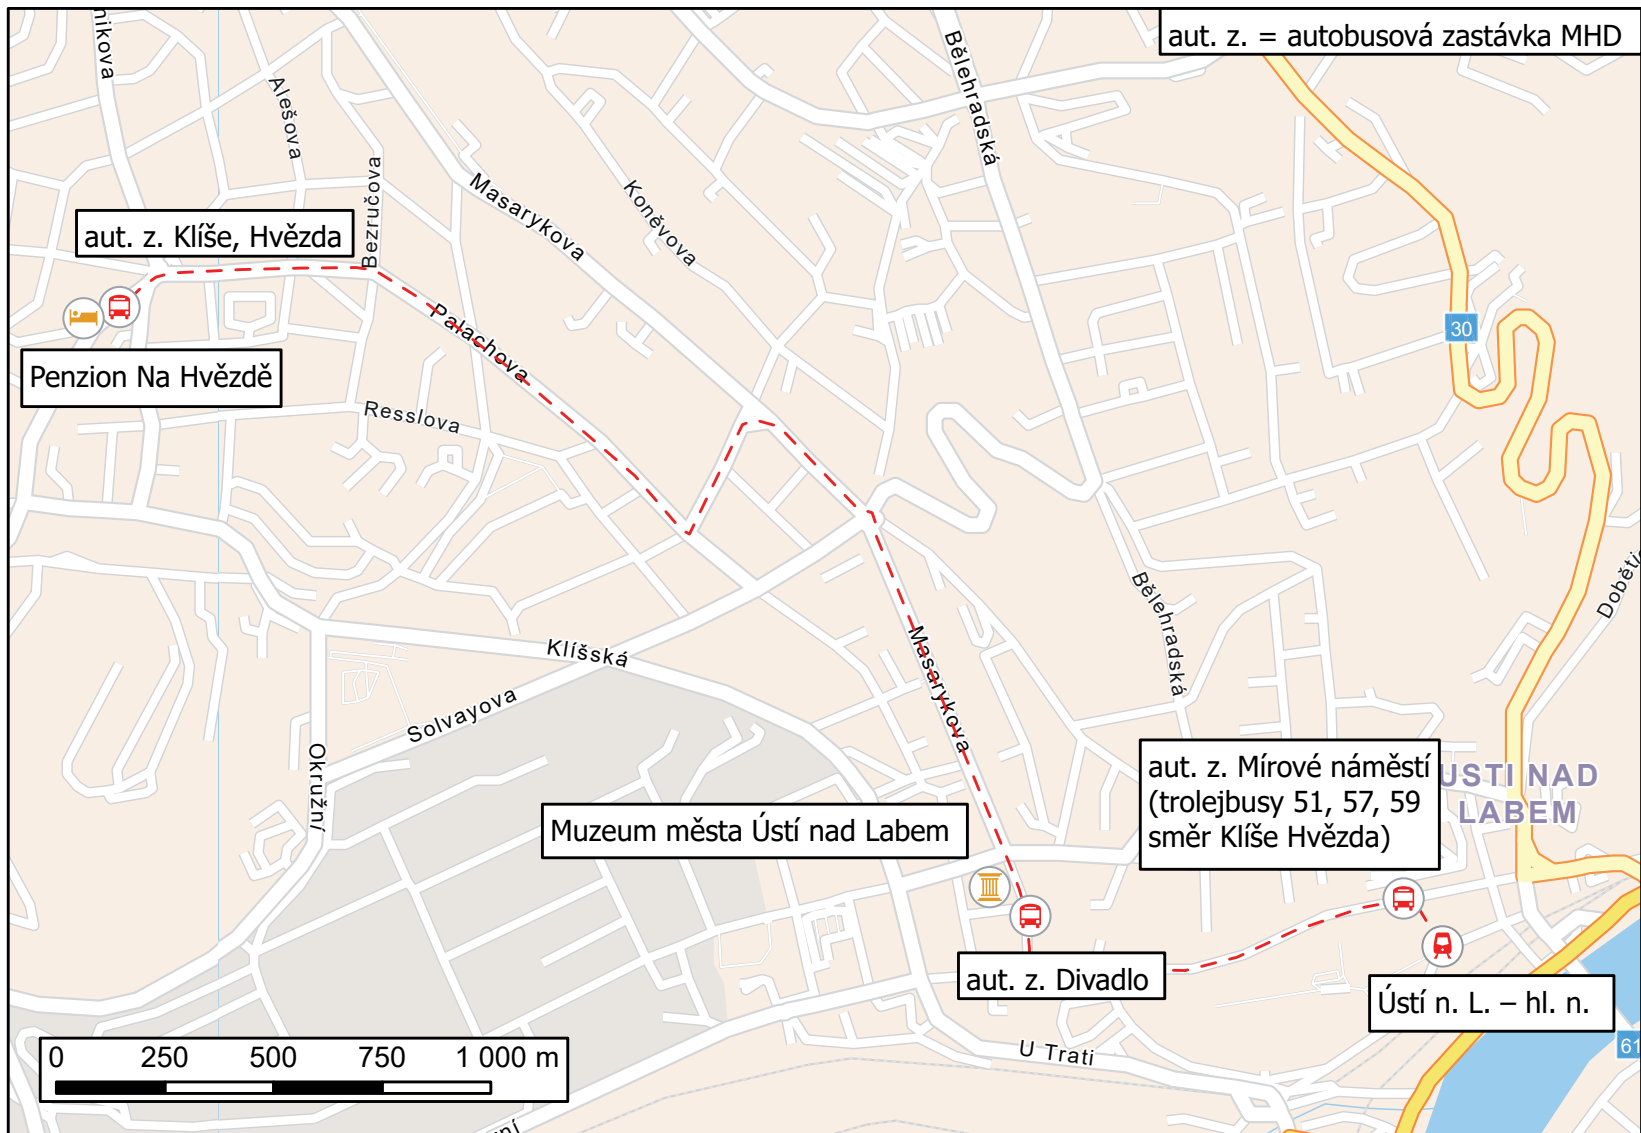 nikova
aut. z. = autobusová zastávka MHD
Bělehradská
Alešova
Bezručova
Masarykova
Koněvova
aut. z. Klíše, Hvězda
Palachova
Penzion Na Hvězdě
30
Resslova
Dobětic
Bělehradská
Klíšská
Masarykova
Solvayova
Okružní
aut. z. Mírové náměstí
(trolejbusy 51, 57, 59
směr Klíše Hvězda)
USTI NAD
LABEM
Muzeum města Ústí nad Labem
aut. z. Divadlo
Ústí n. L. – hl. n.
U Trati
61
0 250 500 750 1 000 m
ní